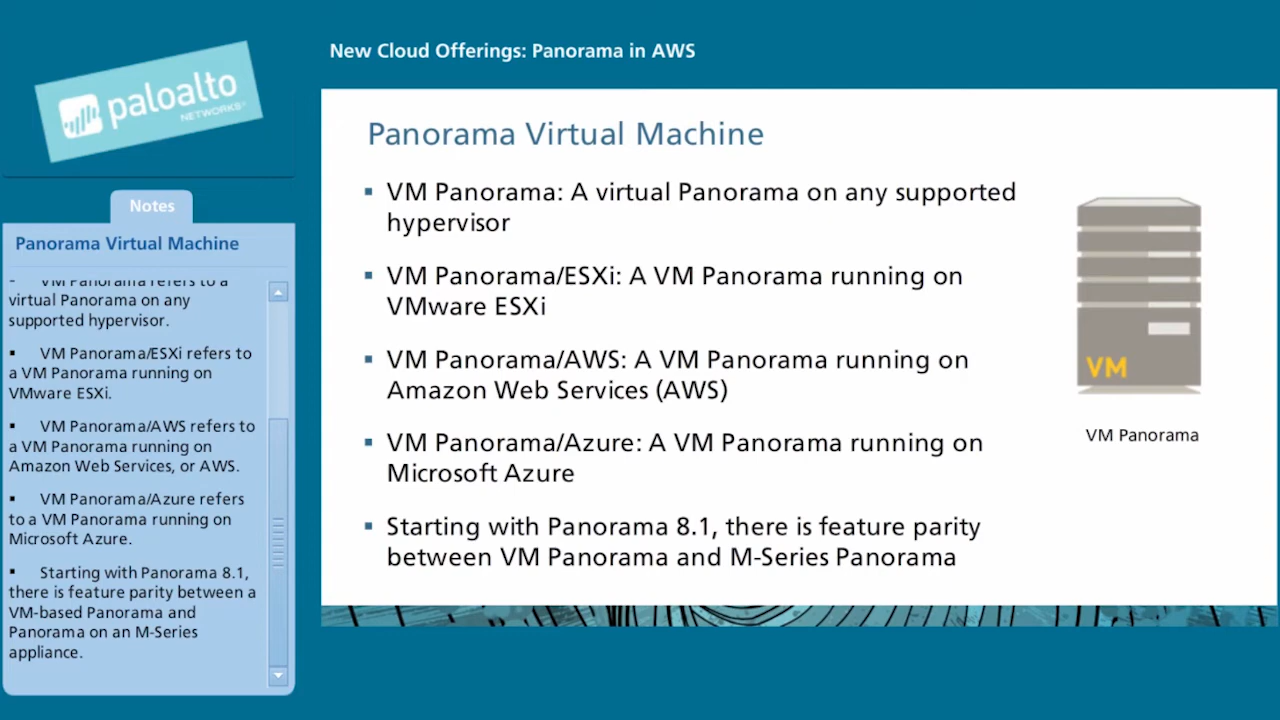 New Cloud Offerings: Panorama in AWS
paloalto
NETWORKS
Notes
Panorama Virtual Machine
- VM Panorama refers to a
virtual Panorama on any
supported hypervisor.
▪ VM Panorama/ESXi refers to
a VM Panorama running on
VMware ESXi.
▪ VM Panorama/AWS refers to
a VM Panorama running on
Amazon Web Services, or AWS.
▪ VM Panorama/Azure refers
to a VM Panorama running on
Microsoft Azure.
▪ Starting with Panorama 8.1,
there is feature parity between a
VM-based Panorama and
Panorama on an M-Series
appliance.
Panorama Virtual Machine
▪ VM Panorama: A virtual Panorama on any supported
hypervisor
▪ VM Panorama/ESXi: A VM Panorama running on
VMware ESXi
▪ VM Panorama/AWS: A VM Panorama running on
Amazon Web Services (AWS)
▪ VM Panorama/Azure: A VM Panorama running on
Microsoft Azure
▪ Starting with Panorama 8.1, there is feature parity
between VM Panorama and M-Series Panorama
VM
VM Panorama